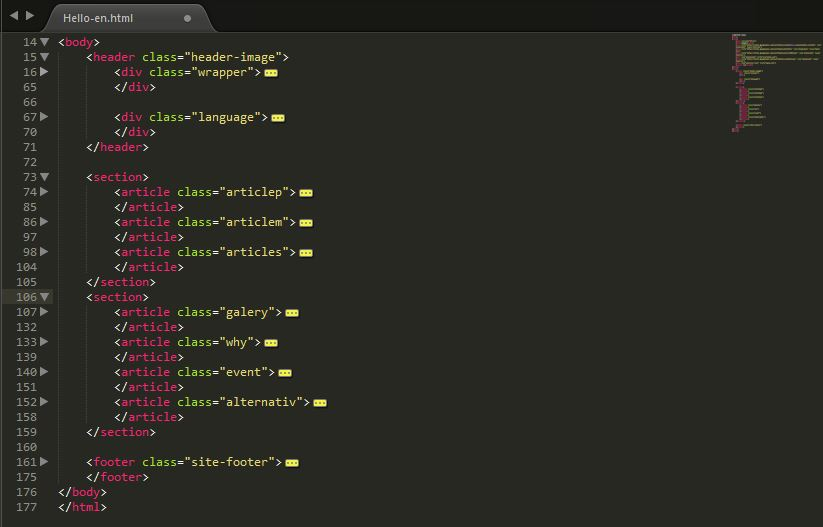 Hello-en.html
14 <body>
15 <header class="header-image">
16 <div class="wrapper">
65 </div>
66
67 <div class="language">
70 </div>
71 </header>
72
73 <section>
74 <article class="articlep">
85 </article>
86 <article class="articlem">
97 </article>
98 <article class="articles">
104 </article>
105 </section>
106 <section>
107 <article class="galery">
132 </article>
133 <article class="why">
139 </article>
140 <article class="event">
151 </article>
152 <article class="alternativ">
158 </article>
159 </section>
160
161 <footer class="site-footer">
175 </footer>
176 </body>
177 </html>